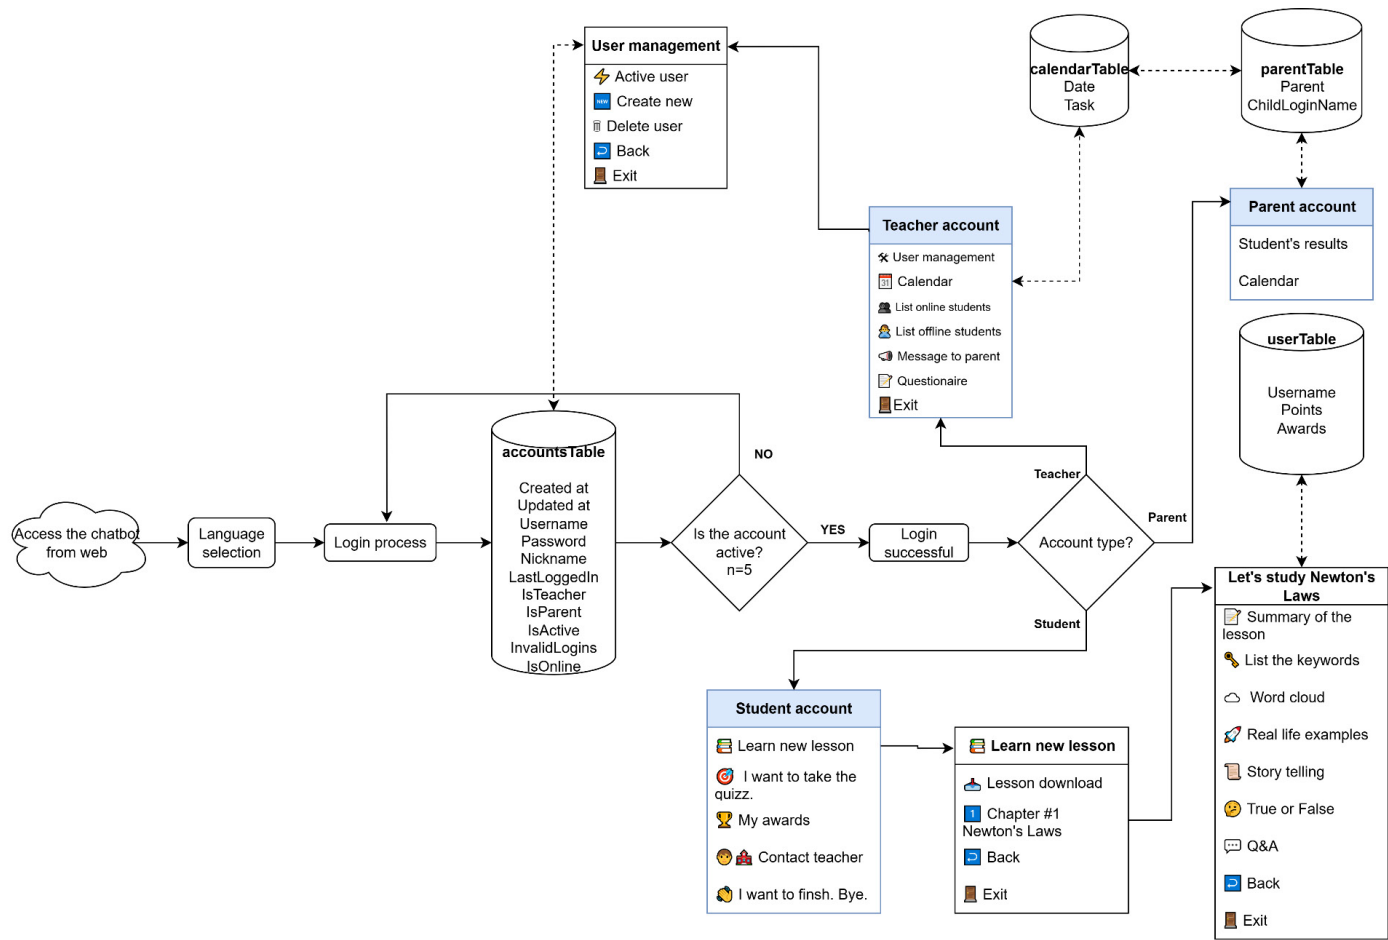 User management
Active user
Create new
Delete user
Back
Exit
calendarTable
Date
Task
parentTable
Parent
ChildLoginName
Teacher account
User management
Calendar
List online students
List offline students
Message to parent
Questionaire
Exit
Parent account
Student's results
Calendar
userTable
Username
Points
Awards
Access the chatbot
from web
Language
selection
Login process
accountsTable
Created at
Updated at
Username
Password
Nickname
LastLoggedIn
IsTeacher
IsParent
IsActive
InvalidLogins
IsOnline
NO
Is the account
active?
n=5
YES
Login
successful
Account type?
Teacher
Parent
Student
Student account
Learn new lesson
I want to take the
quizz.
My awards
Contact teacher
I want to finsh. Bye.
Learn new lesson
Lesson download
1 Chapter #1
Newton's Laws
Back
Exit
Let's study Newton's
Laws
Summary of the
lesson
List the keywords
Word cloud
Real life examples
Story telling
True or False
Q&A
Back
Exit